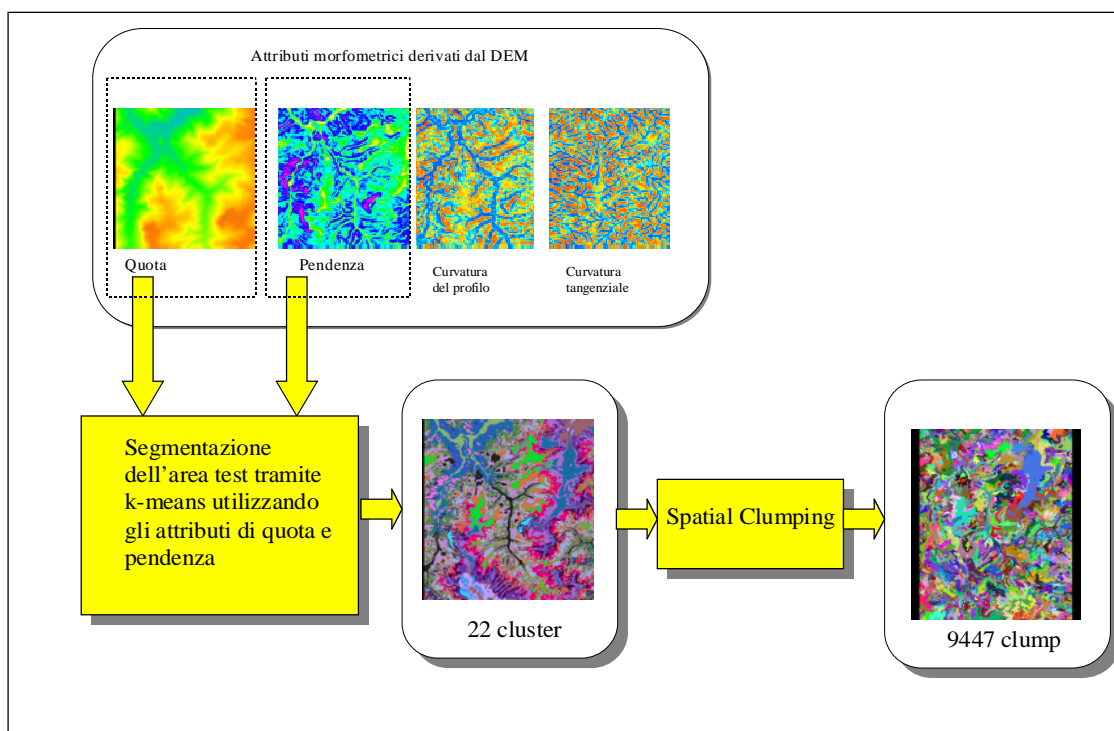 Attributi morfometrici derivati dal DEM
Quota
Pendenza
Curvatura
del profilo
Curvatura
tangenziale
Segmentazione
dell'area test tramite
k-means utilizzando
gli attributi di quota e
pendenza
22 cluster
Spatial Clumping
9447 clump